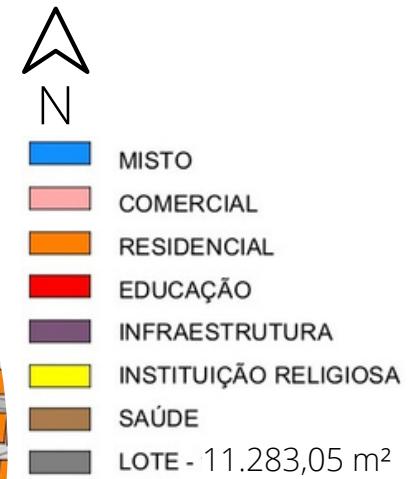 N
MISTO
COMERCIAL
RESIDENCIAL
EDUCAÇÃO
INFRAESTRUTURA
INSTITUIÇÃO RELIGIOSA
SAÚDE
LOTE - 11.283,05 m²